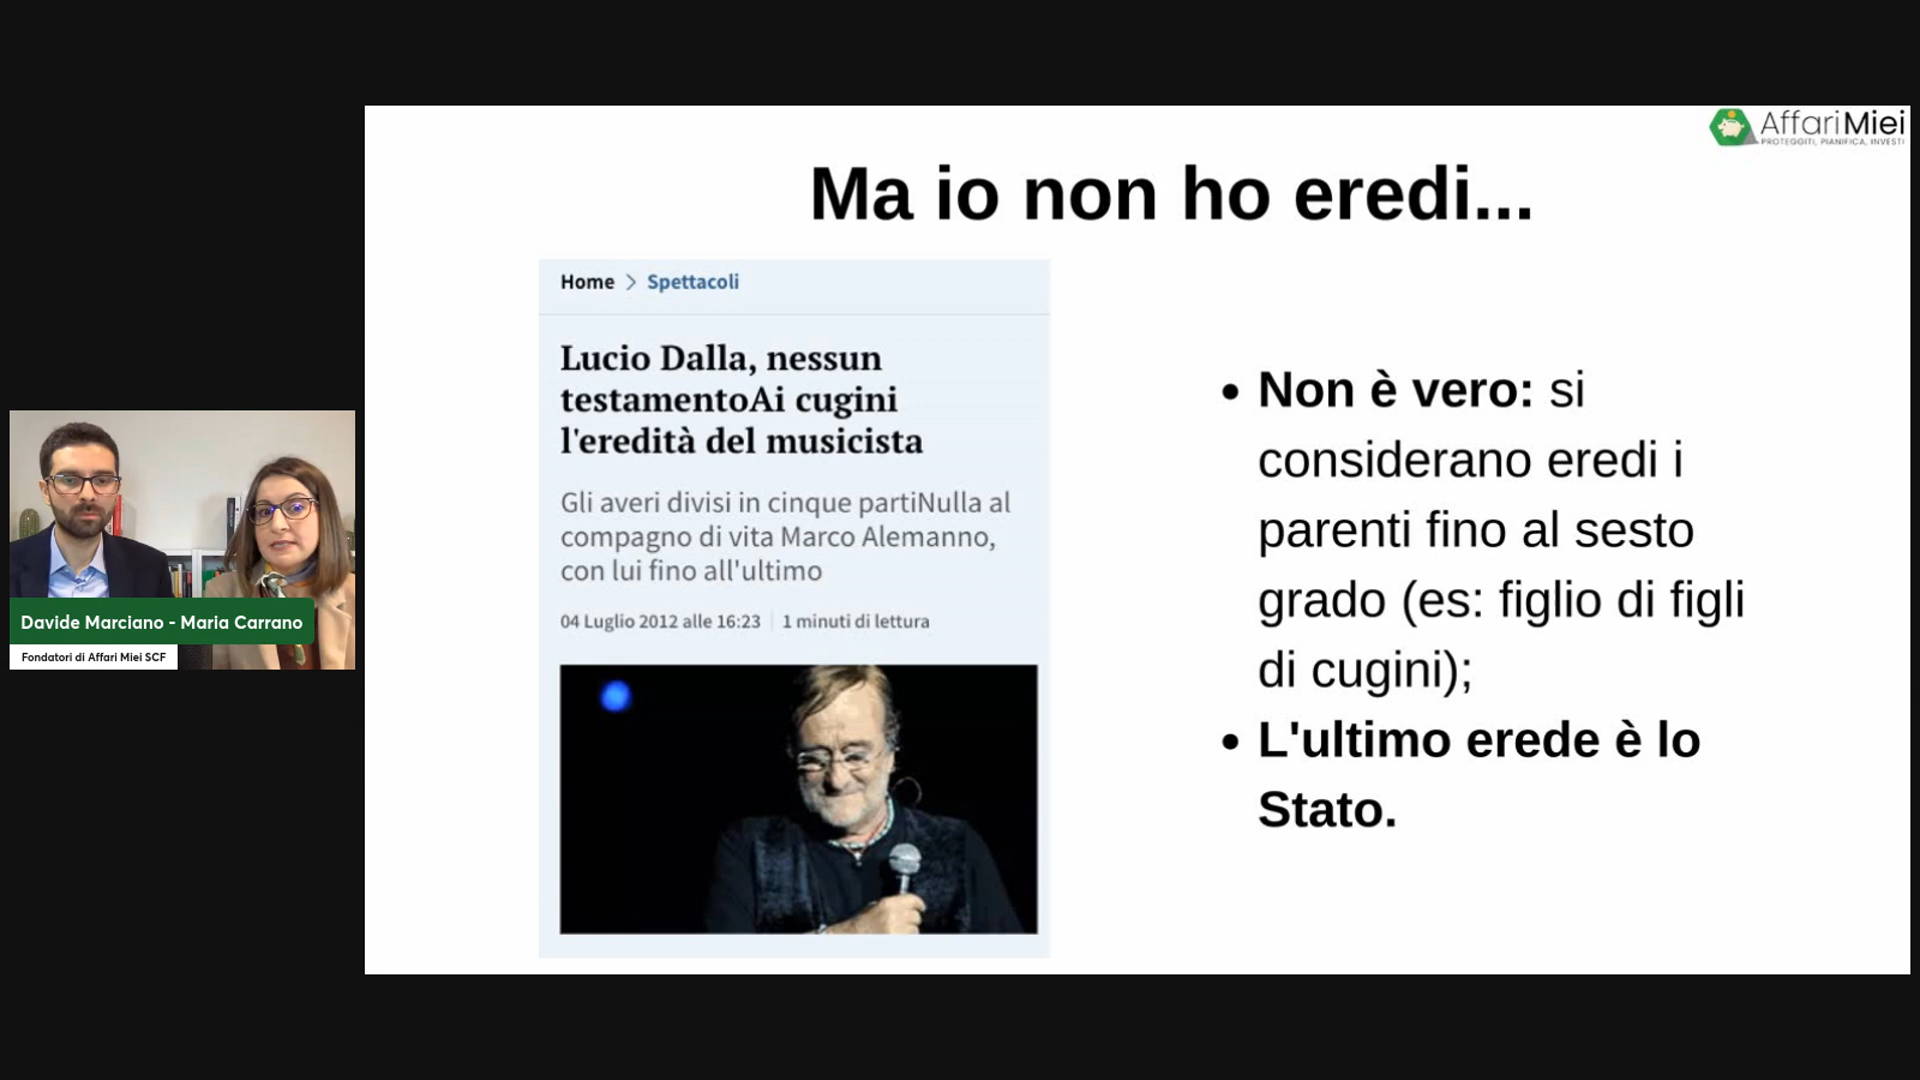 AffariMiei
PROTEGGITI, PIANIFICA, INVESTI
Ma io non ho eredi...
Home > Spettacoli
Lucio Dalla, nessun
testamentoAi cugini
l'eredità del musicista
Gli averi divisi in cinque partiNulla al
compagno di vita Marco Alemanno,
con lui fino all'ultimo
04 Luglio 2012 alle 16:23 | 1 minuti di lettura
• Non è vero: si
considerano eredi i
parenti fino al sesto
grado (es: figlio di figli
di cugini);
• L'ultimo erede è lo
Stato.
Davide Marciano - Maria Carrano
Fondatori di Affari Miei SCF